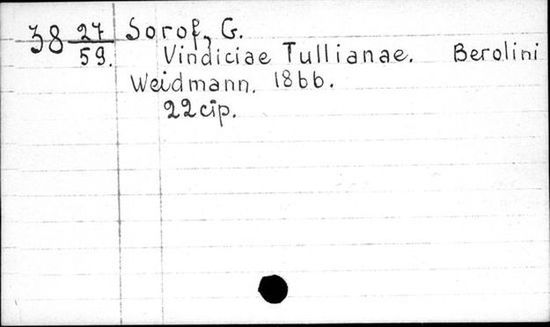 38 27/59. Sorof, G.
Vindiciae Tullianae. Berolini
Weidmann. 1866.
22 cip.